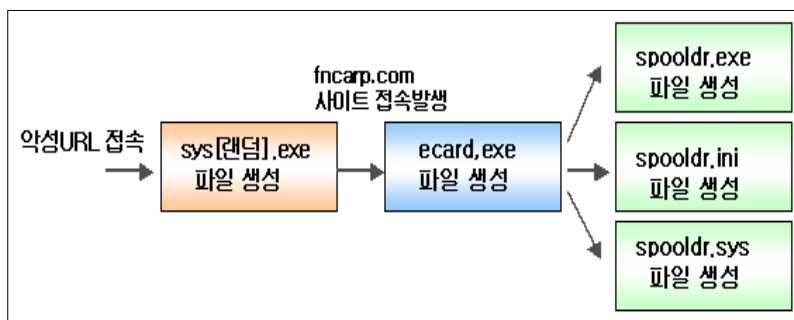 악성URL 접속
sys[랜덤].exe
파일 생성
fncarp.com
사이트 접속발생
ecard.exe
파일 생성
spooldr.exe
파일 생성
spooldr.ini
파일 생성
spooldr.sys
파일 생성